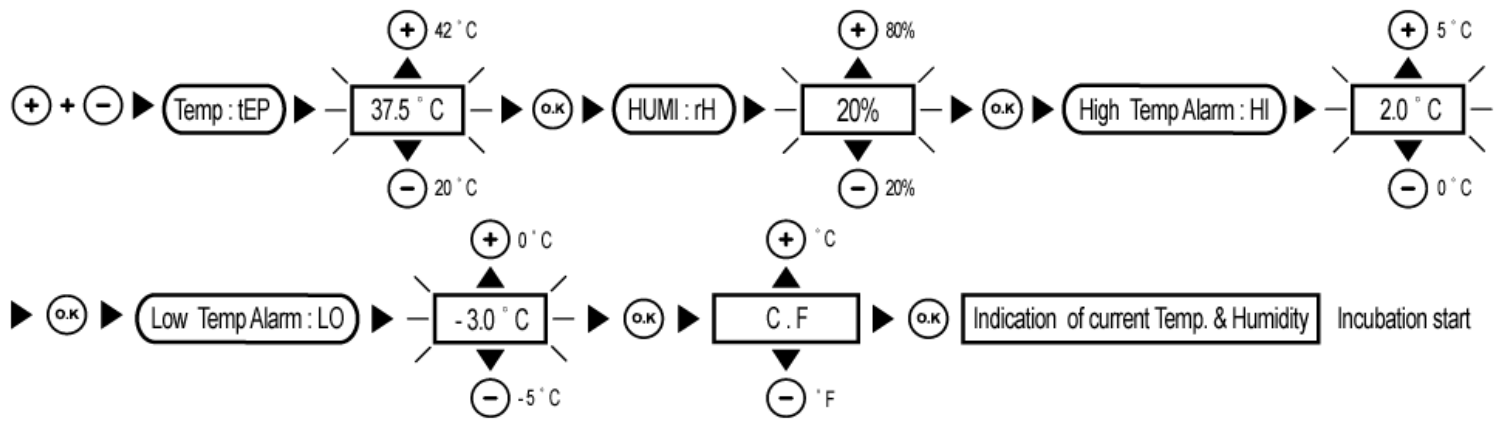 + 42 °C + 80% + 5 °C
+ + - Temp : tEP 37.5 °C O.K HUMI : rH 20% O.K High Temp Alarm : HI 2.0 °C
- 20 °C - 20% - 0 °C
+ 0 °C + °C
O.K Low Temp Alarm : LO - 3.0 °C O.K C . F O.K Indication of current Temp. & Humidity Incubation start
- -5 °C - °F